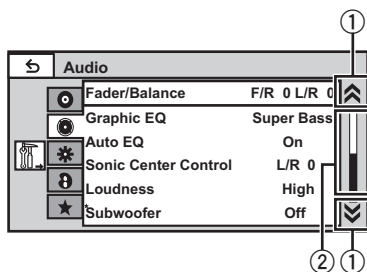 ①
Audio
Fader/Balance F/R 0 L/R 0
Graphic EQ Super Bass
Auto EQ On
Sonic Center Control L/R 0
Loudness High
Subwoofer Off
② ①